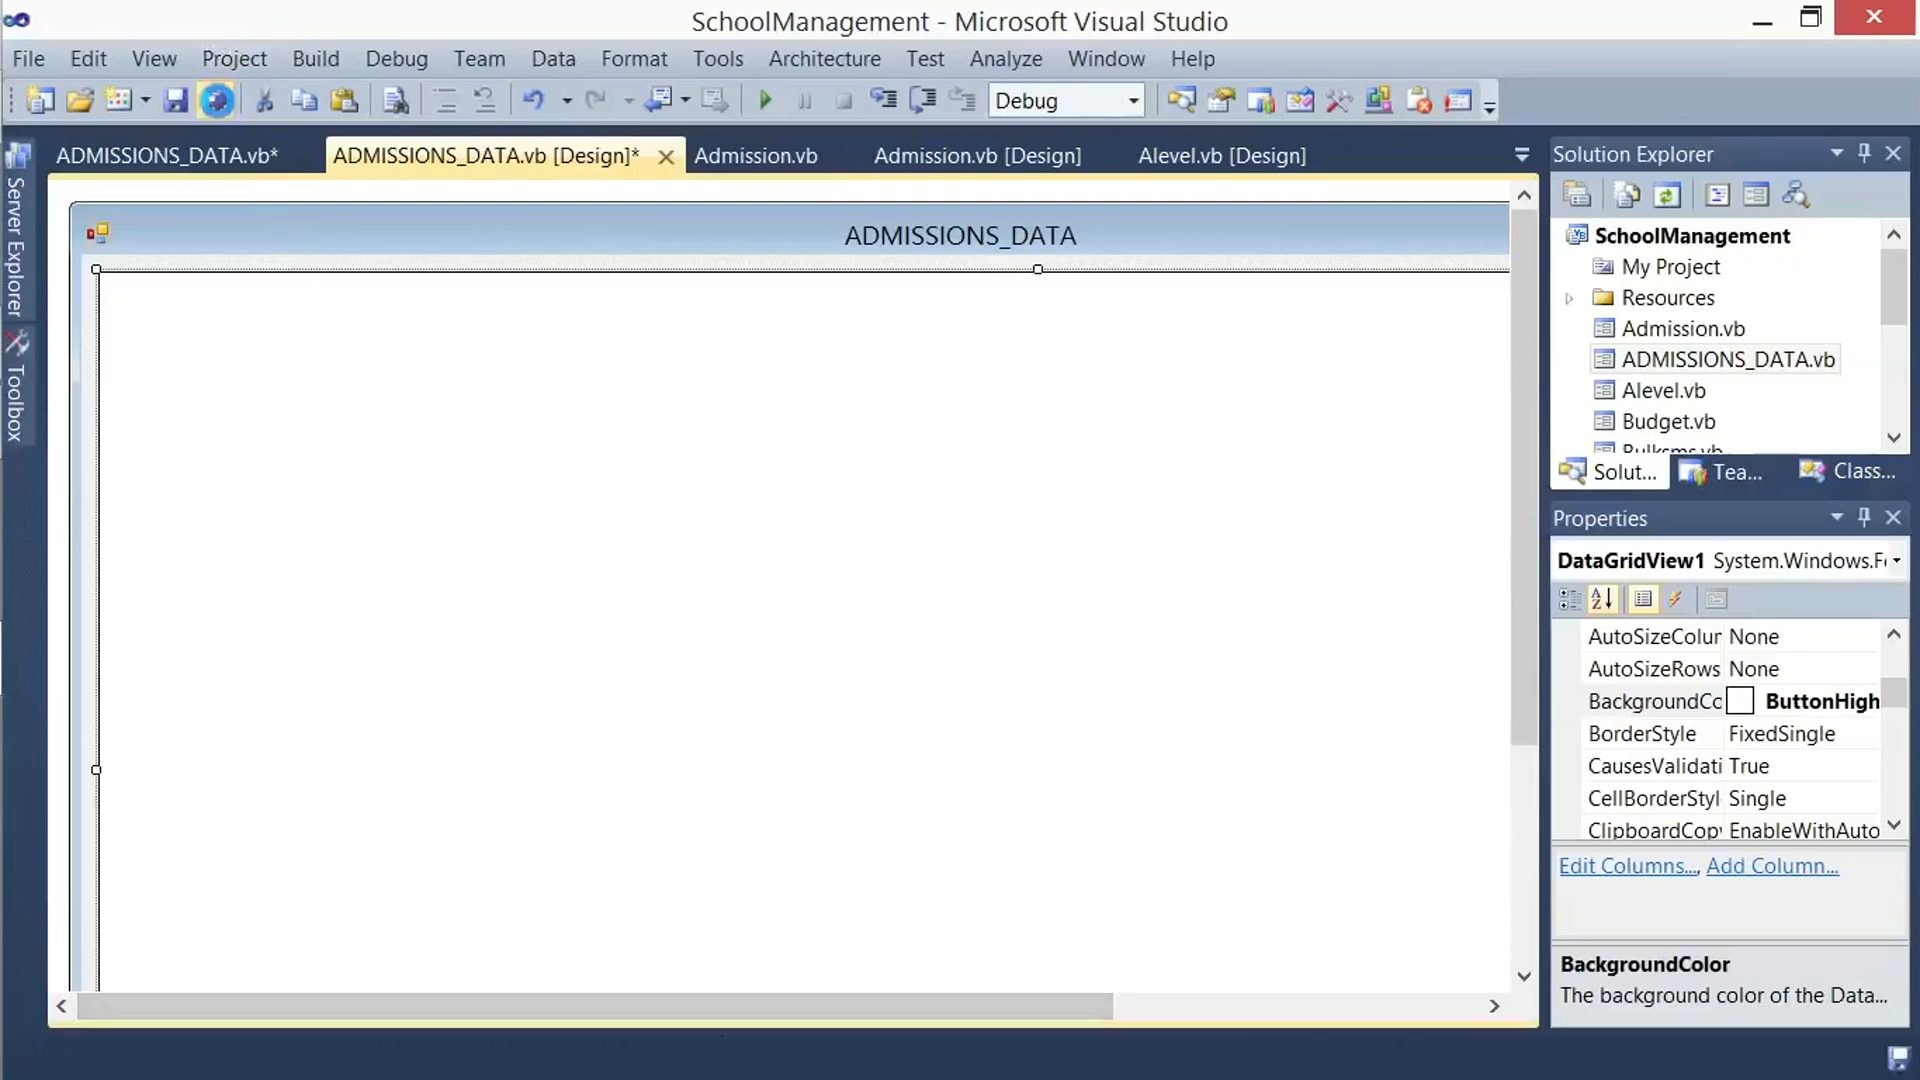 SchoolManagement - Microsoft Visual Studio
File Edit View Project Build Debug Team Data Format Tools Architecture Test Analyze Window Help
Debug
ADMISSIONS_DATA.vb* ADMISSIONS_DATA.vb [Design]* Admission.vb Admission.vb [Design] Alevel.vb [Design]
Server Explorer
Toolbox
ADMISSIONS_DATA
Solution Explorer
SchoolManagement
My Project
Resources
Admission.vb
ADMISSIONS_DATA.vb
Alevel.vb
Budget.vb
Bulksms.vb
Solut... Tea... Class...
Properties
DataGridView1 System.Windows.F
AutoSizeColur None
AutoSizeRows None
BackgroundCo ButtonHigh
BorderStyle FixedSingle
CausesValidati True
CellBorderStyl Single
ClipboardCopy EnableWithAuto
Edit Columns..., Add Column...
BackgroundColor
The background color of the Data...